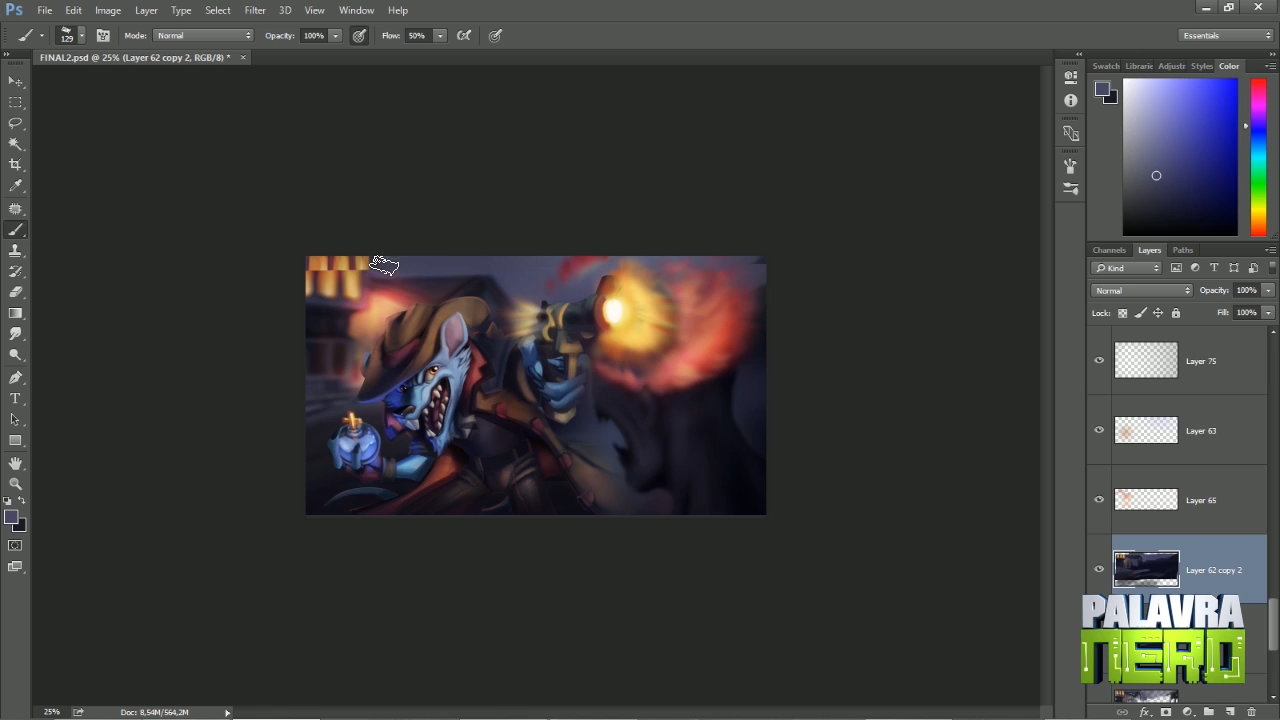 Ps File Edit Image Layer Type Select Filter 3D View Window Help
129 Mode: Normal Opacity: 100% Flow: 50% Essentials
FINAL2.psd @ 25% (Layer 62 copy 2, RGB/8) * ×
Swatch Librarie Adjustr Styles Color
Channels Layers Paths
Kind
Normal Opacity: 100%
Lock: Fill: 100%
Layer 75
Layer 63
Layer 65
Layer 62 copy 2
PALAVRA
NERD
25% Doc: 8,54M/564,2M
fx